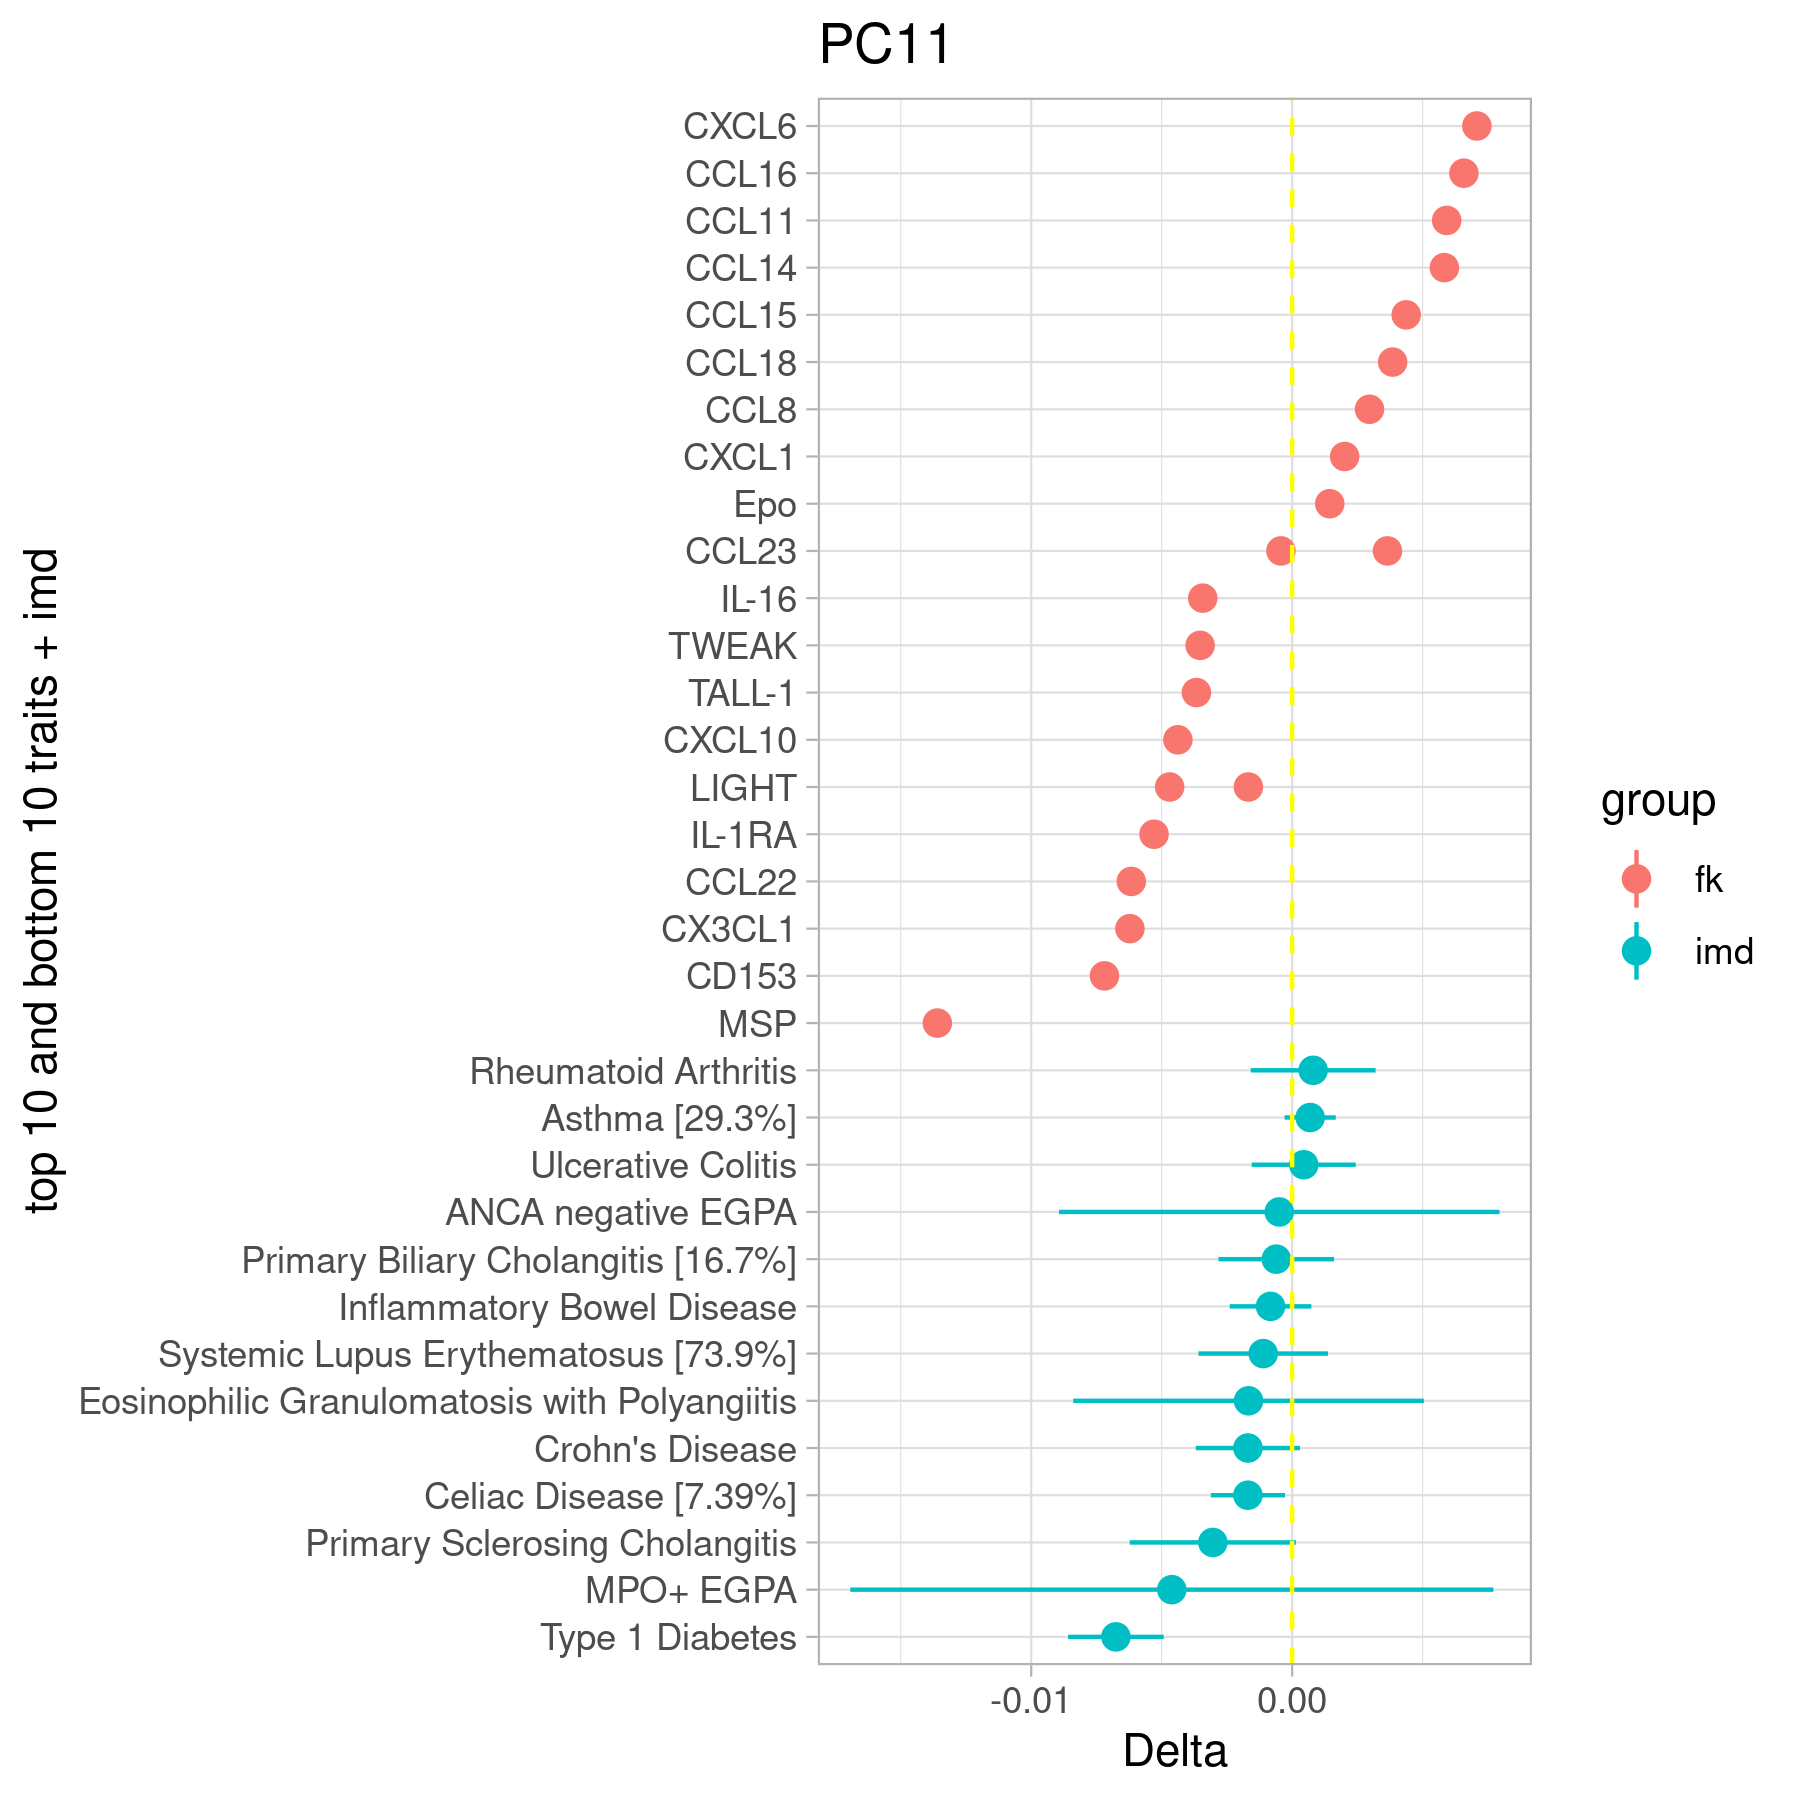 PC11
CXCL6
CCL16
CCL11
CCL14
CCL15
CCL18
CCL8
CXCL1
Epo
CCL23
IL-16
TWEAK
TALL-1
CXCL10
LIGHT
IL-1RA
CCL22
CX3CL1
CD153
MSP
Rheumatoid Arthritis
Asthma [29.3%]
Ulcerative Colitis
ANCA negative EGPA
Primary Biliary Cholangitis [16.7%]
Inflammatory Bowel Disease
Systemic Lupus Erythematosus [73.9%]
Eosinophilic Granulomatosis with Polyangiitis
Crohn's Disease
Celiac Disease [7.39%]
Primary Sclerosing Cholangitis
MPO+ EGPA
Type 1 Diabetes
top 10 and bottom 10 traits + imd
-0.01 0.00
Delta
group
fk
imd